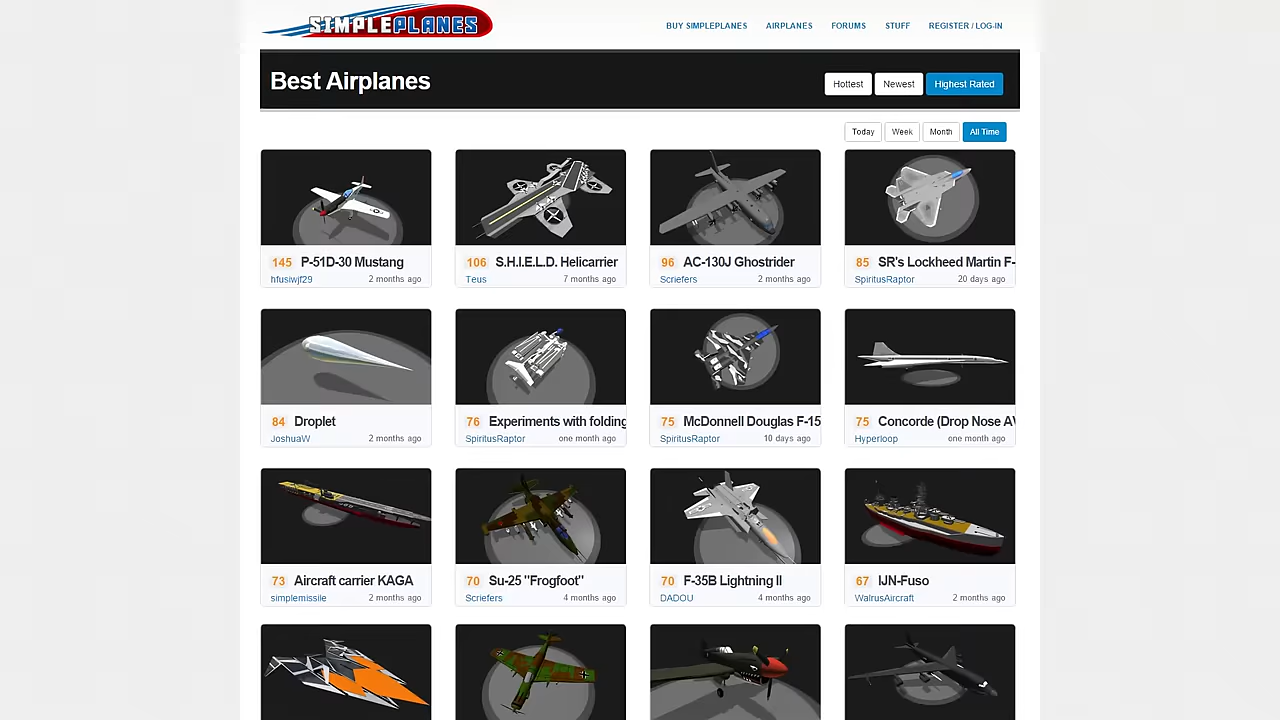 SIMPLEPLANES
BUY SIMPLEPLANES AIRPLANES FORUMS STUFF REGISTER / LOG-IN
Best Airplanes
Hottest Newest Highest Rated
Today Week Month All Time
145 P-51D-30 Mustang
hfusiwjf29 2 months ago
106 S.H.I.E.L.D. Helicarrier
Teus 7 months ago
96 AC-130J Ghostrider
Scriefers 2 months ago
85 SR's Lockheed Martin F-
SpiritusRaptor 20 days ago
84 Droplet
JoshuaW 2 months ago
76 Experiments with folding
SpiritusRaptor one month ago
75 McDonnell Douglas F-15
SpiritusRaptor 10 days ago
75 Concorde (Drop Nose AV
Hyperloop one month ago
73 Aircraft carrier KAGA
simplemissile 2 months ago
70 Su-25 "Frogfoot"
Scriefers 4 months ago
70 F-35B Lightning II
DADOU 4 months ago
67 IJN-Fuso
WalrusAircraft 2 months ago